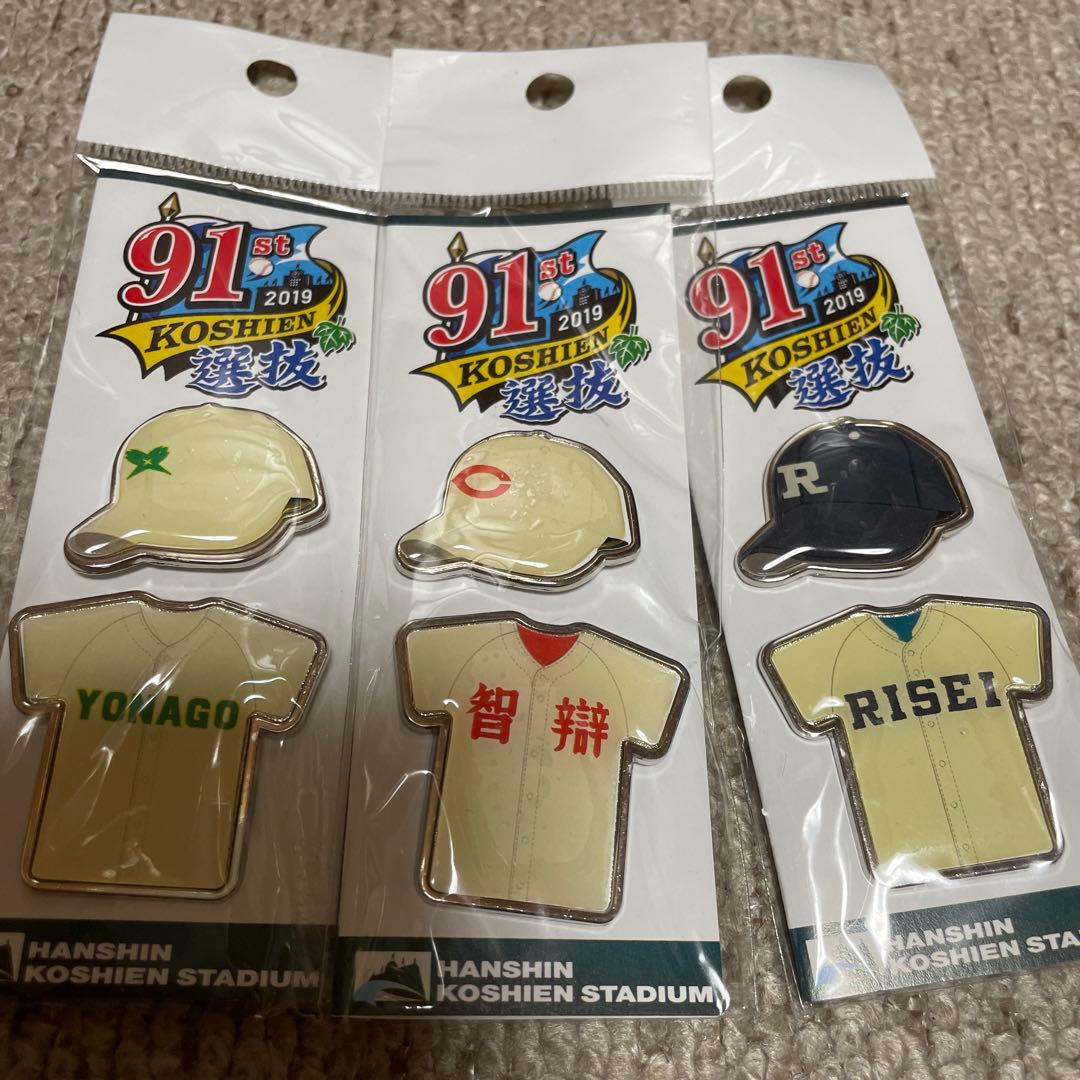 91st
2019
KOSHIEN
選抜
YONAGO
HANSHIN
KOSHIEN STADIUM
91st
2019
KOSHIEN
選抜
C
智辯
HANSHIN
KOSHIEN STADIUM
91st
2019
KOSHIEN
選抜
R
RISEI
HANSHIN
KOSHIEN STADI